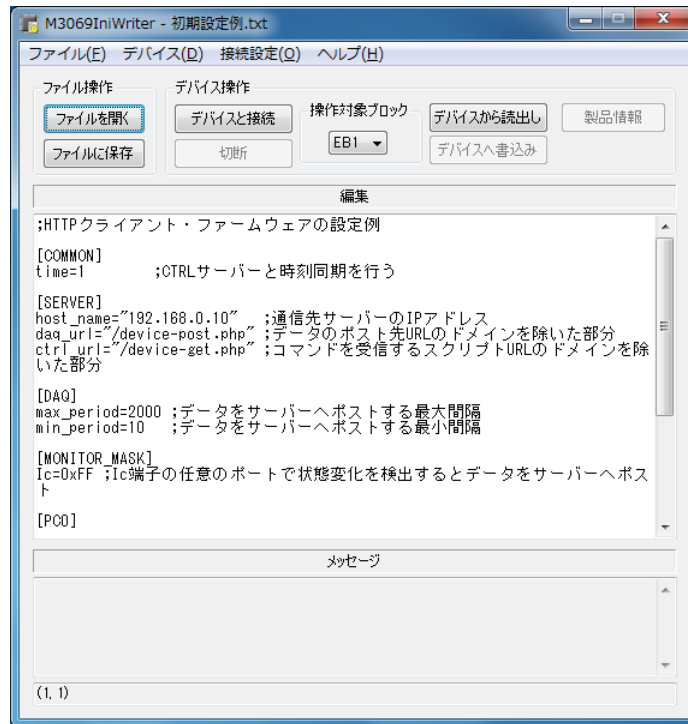 M3069IniWriter - 初期設定例.txt
ファイル(F) デバイス(D) 接続設定(O) ヘルプ(H)
ファイル操作 デバイス操作
ファイルを開く デバイスと接続 操作対象ブロック デバイスから読出し 製品情報
ファイルに保存 切断 EB1 デバイスへ書込み
編集
;HTTPクライアント・ファームウェアの設定例
[COMMON]
time=1 ;CTRLサーバーと時刻同期を行う
[SERVER]
host_name="192.168.0.10" ;通信先サーバーのIPアドレス
daq_url="/device-post.php" ;データのポスト先URLのドメインを除いた部分
ctrl_url="/device-get.php" ;コマンドを受信するスクリプトURLのドメインを除
いた部分
[DAQ]
max_period=2000 ;データをサーバーへポストする最大間隔
min_period=10 ;データをサーバーへポストする最小間隔
[MONITOR_MASK]
Ic=0xFF ;Ic端子の任意のポートで状態変化を検出するとデータをサーバーへポス
ト
[PC0]
メッセージ
(1, 1)